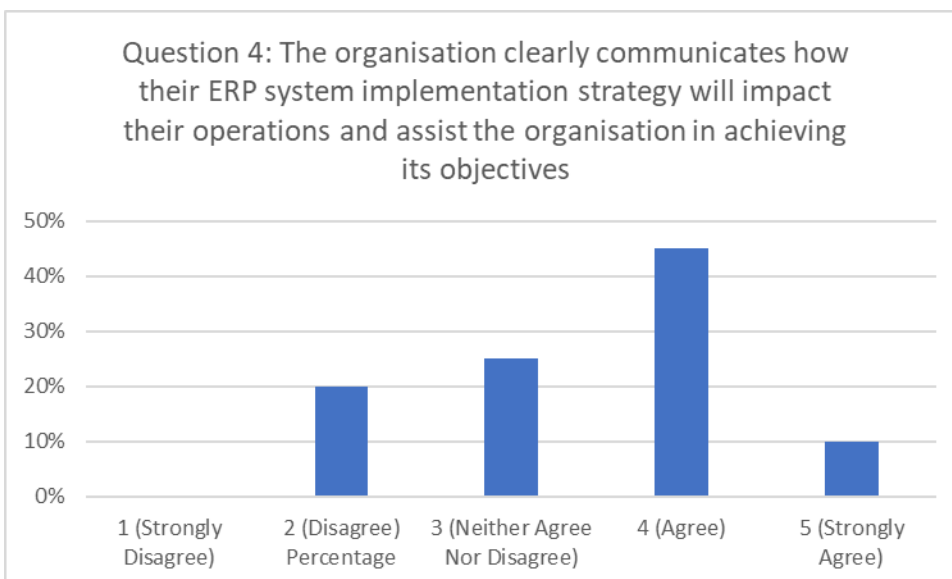 Question 4: The organisation clearly communicates how
their ERP system implementation strategy will impact
their operations and assist the organisation in achieving
its objectives
50%
40%
30%
20%
10%
0%
1 (Strongly
Disagree)
2 (Disagree)
Percentage
3 (Neither Agree
Nor Disagree)
4 (Agree)
5 (Strongly
Agree)